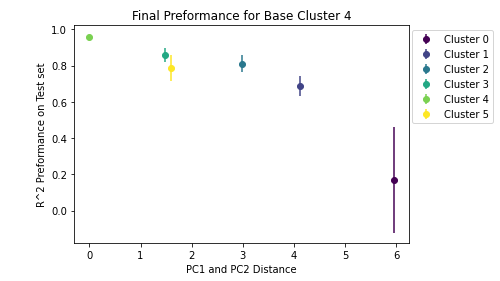 Final Preformance for Base Cluster 4
R^2 Preformance on Test set
1.0
0.8
0.6
0.4
0.2
0.0
0
1
2
3
4
5
6
PC1 and PC2 Distance
Cluster 0
Cluster 1
Cluster 2
Cluster 3
Cluster 4
Cluster 5